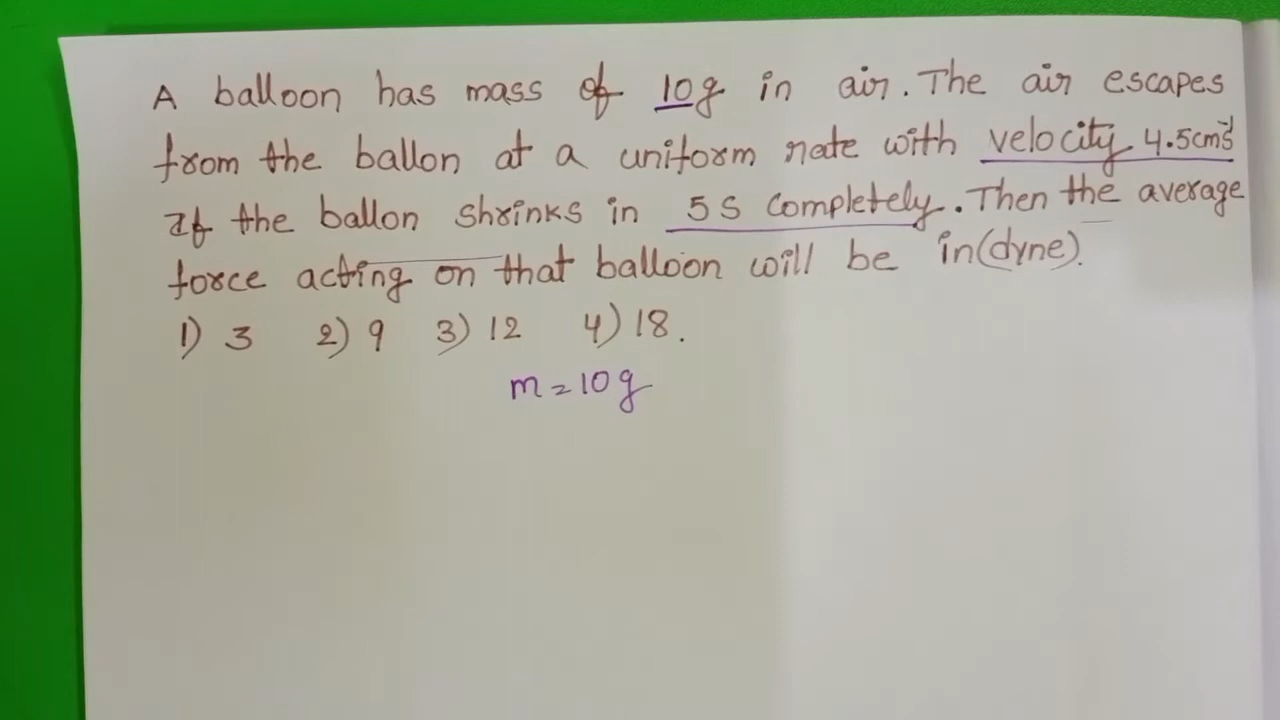 A balloon has mass of 10g in air. The air escapes
from the ballon at a uniform rate with velocity 4.5cms⁻¹
If the ballon shrinks in 5S completely. Then the average
force acting on that balloon will be in(dyne).
1) 3 2) 9 3) 12 4) 18.
m = 10g